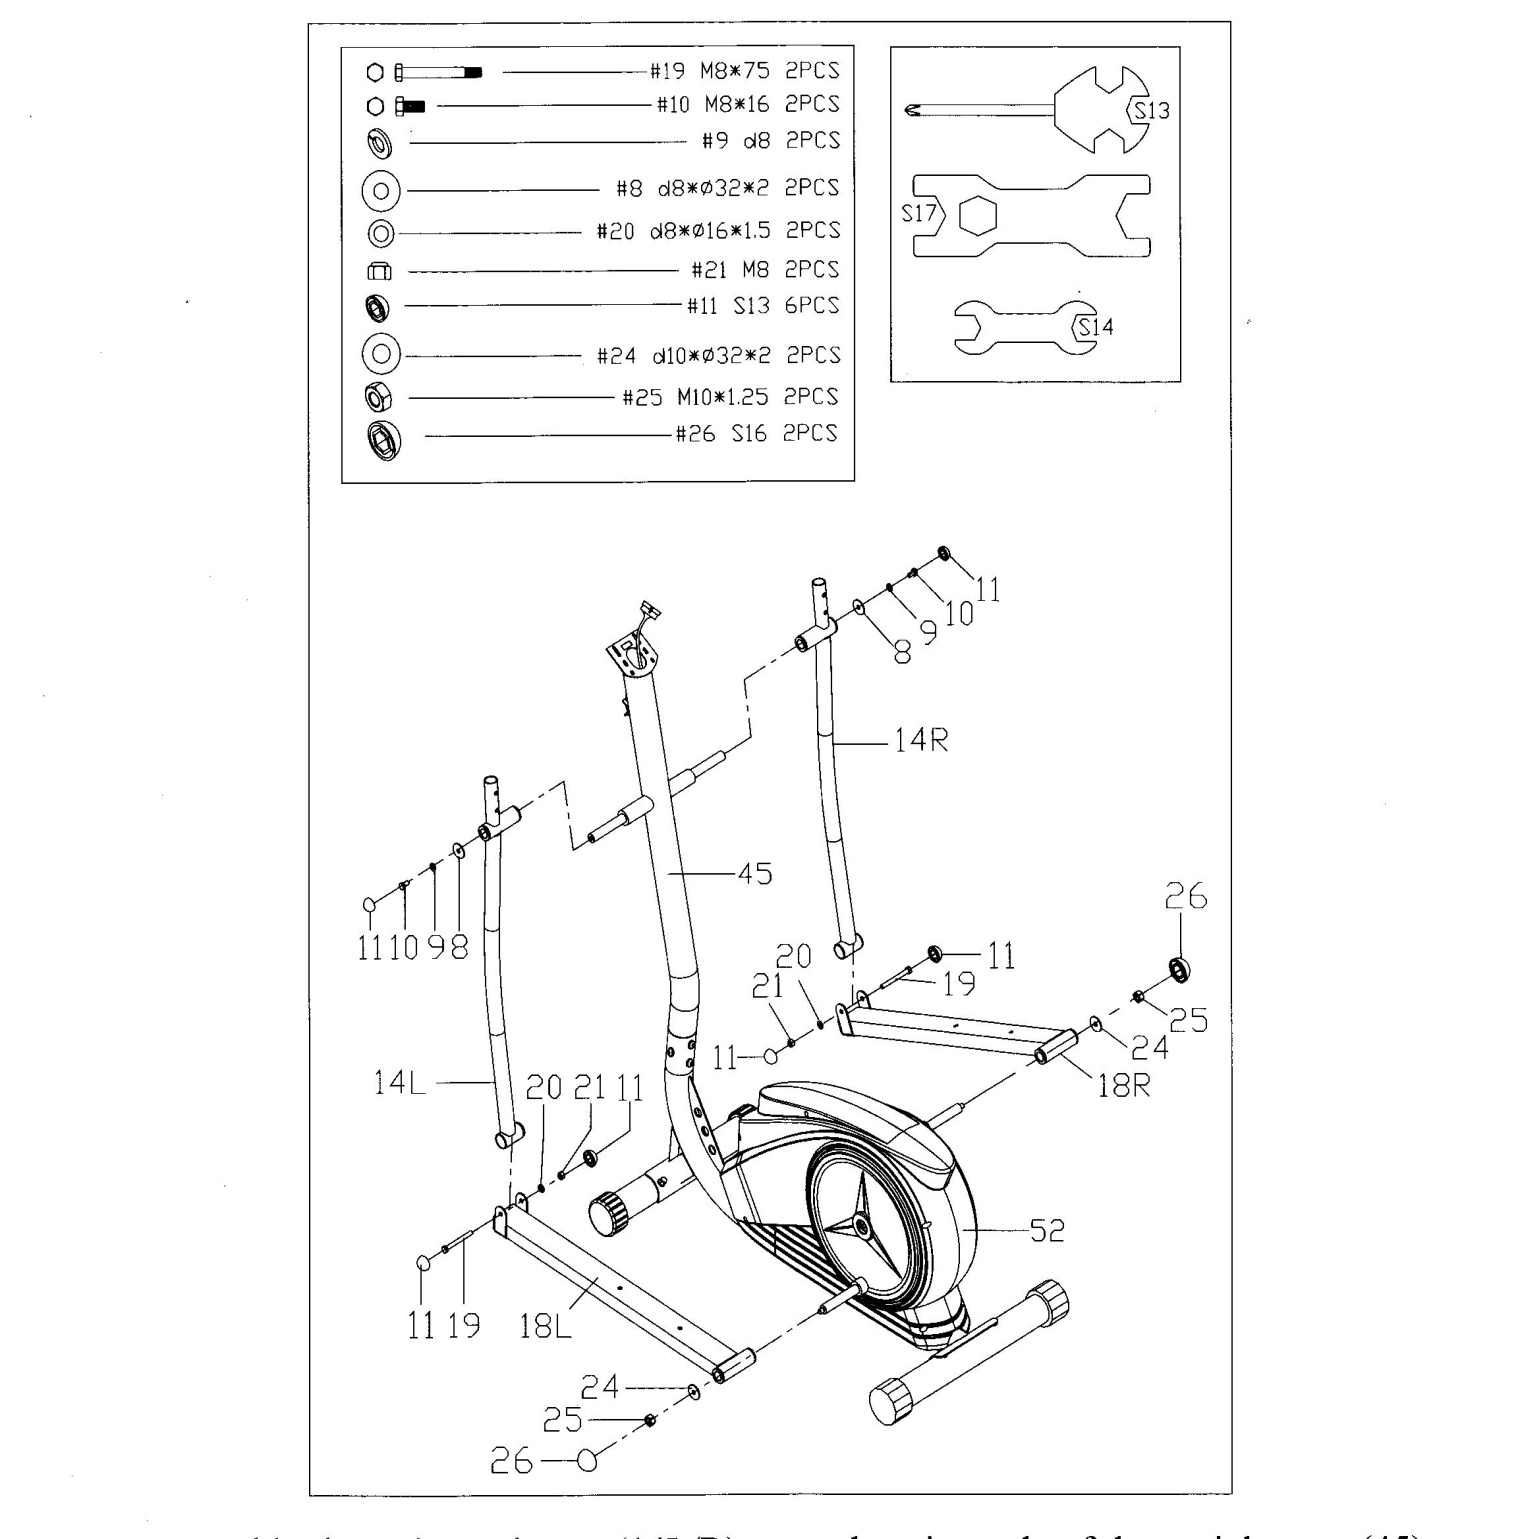 #19 M8*75 2PCS
#10 M8*16 2PCS
#9 d8 2PCS
#8 d8*Ø32*2 2PCS
#20 d8*Ø16*1.5 2PCS
#21 M8 2PCS
#11 S13 6PCS
#24 d10*Ø32*2 2PCS
#25 M10*1.25 2PCS
#26 S16 2PCS
S13
S17
S14
11
10
9
8
14R
45
11 10 9 8
26
20
21
11
19
25
24
11
18R
14L
20 21 11
52
11 19
18L
24
25
26
(45)